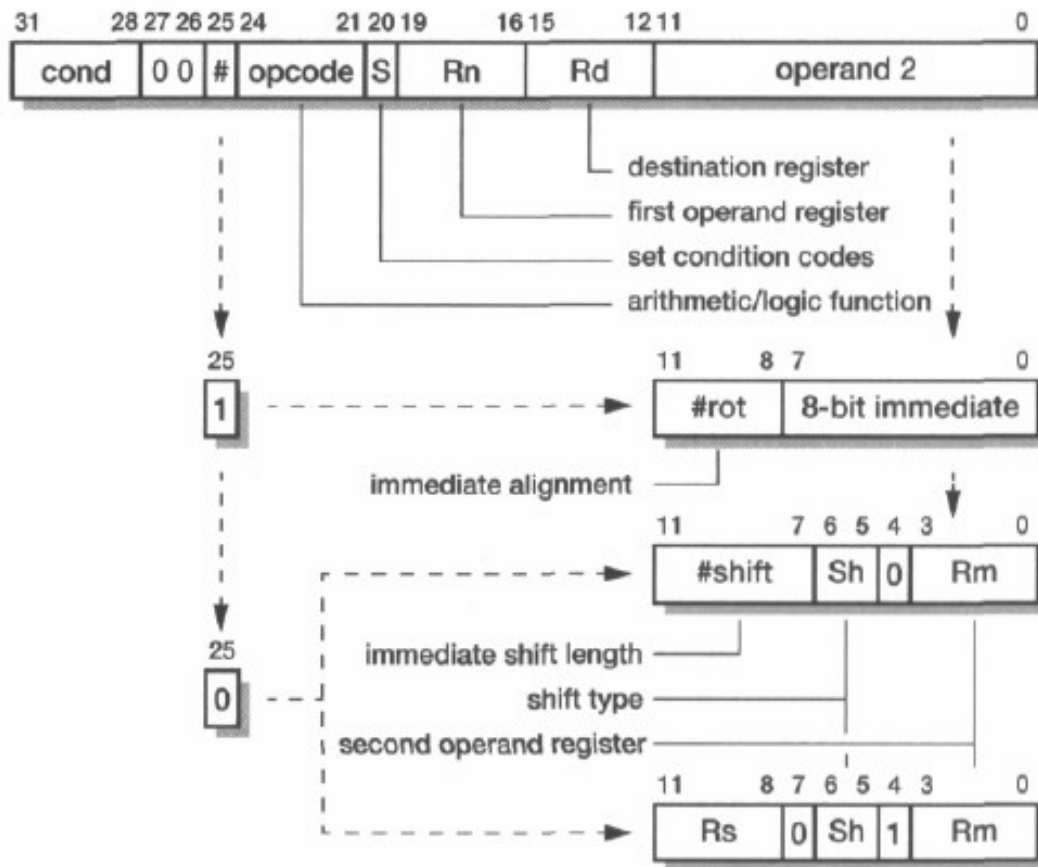 31 28 27 26 25 24 21 20 19 16 15 12 11 0
cond 0 0 # opcode S Rn Rd operand 2
destination register
first operand register
set condition codes
arithmetic/logic function
25 11 8 7 0
1 #rot 8-bit immediate
immediate alignment
11 7 6 5 4 3 0
#shift Sh 0 Rm
25
0
immediate shift length
shift type
second operand register
11 8 7 6 5 4 3 0
Rs 0 Sh 1 Rm